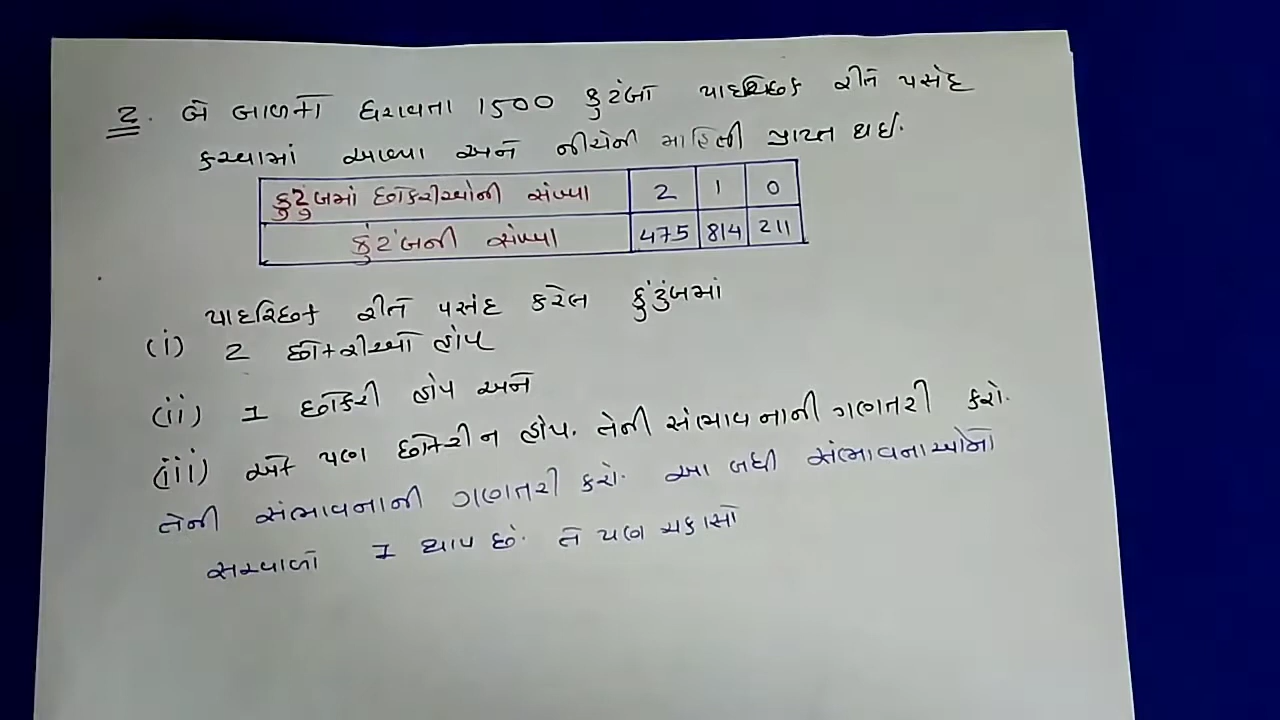 2. બે બાળકો ધરાવતા 1500 કુટંબો યાદચ્છિક રીતે પસંદ
કરવામાં આવ્યા અને નીચેની માહિતી પ્રાપ્ત થઈ.
કુટુંબમાં છોકરીઓની સંખ્યા 2 1 0
કુંટંબની સંખ્યા 475 814 211
યાદચ્છિક રીતે પસંદ કરેલ કુંટુંબમાં
(i) 2 છોકરીઓ હોય
(ii) 1 છોકરી હોય અને
(iii) એક પણ છોકરી ન હોય. તેની સંભાવનાની ગણતરી કરો.
તેની સંભાવનાની ગણતરી કરો. આ બધી સંભાવનાઓનો
સરવાળો 1 થાય છે. તે પણ ચકાસો